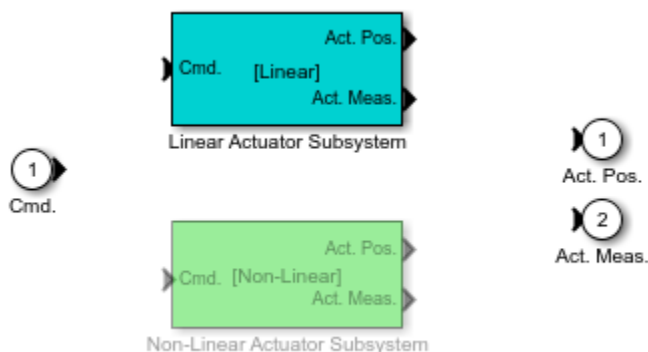 Act. Pos.
Cmd. [Linear]
Act. Meas.
Linear Actuator Subsystem
1
Cmd.
1
Act. Pos.
2
Act. Meas.
Act. Pos.
Cmd. [Non-Linear]
Act. Meas.
Non-Linear Actuator Subsystem